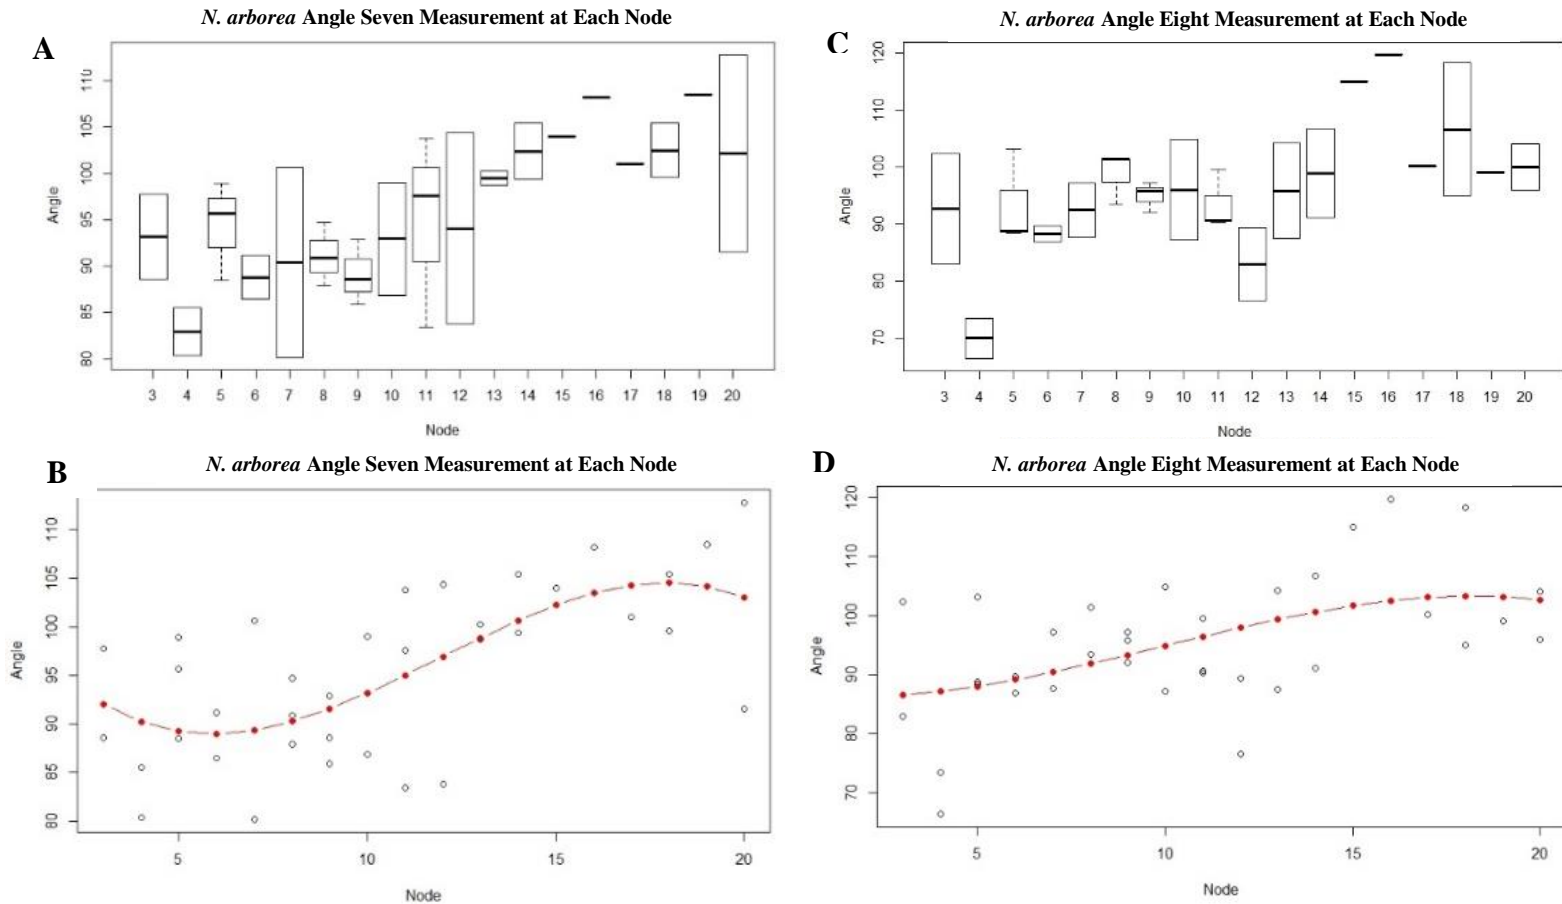 N. arborea Angle Seven Measurement at Each Node
A
110
105
100
95
90
85
80
Angle
3 4 5 6 7 8 9 10 11 12 13 14 15 16 17 18 19 20
Node
N. arborea Angle Eight Measurement at Each Node
C
120
110
100
90
80
70
Angle
3 4 5 6 7 8 9 10 11 12 13 14 15 16 17 18 19 20
Node
N. arborea Angle Seven Measurement at Each Node
B
110
105
100
95
90
85
80
Angle
5 10 15 20
Node
N. arborea Angle Eight Measurement at Each Node
D
120
110
100
90
80
70
Angle
5 10 15 20
Node